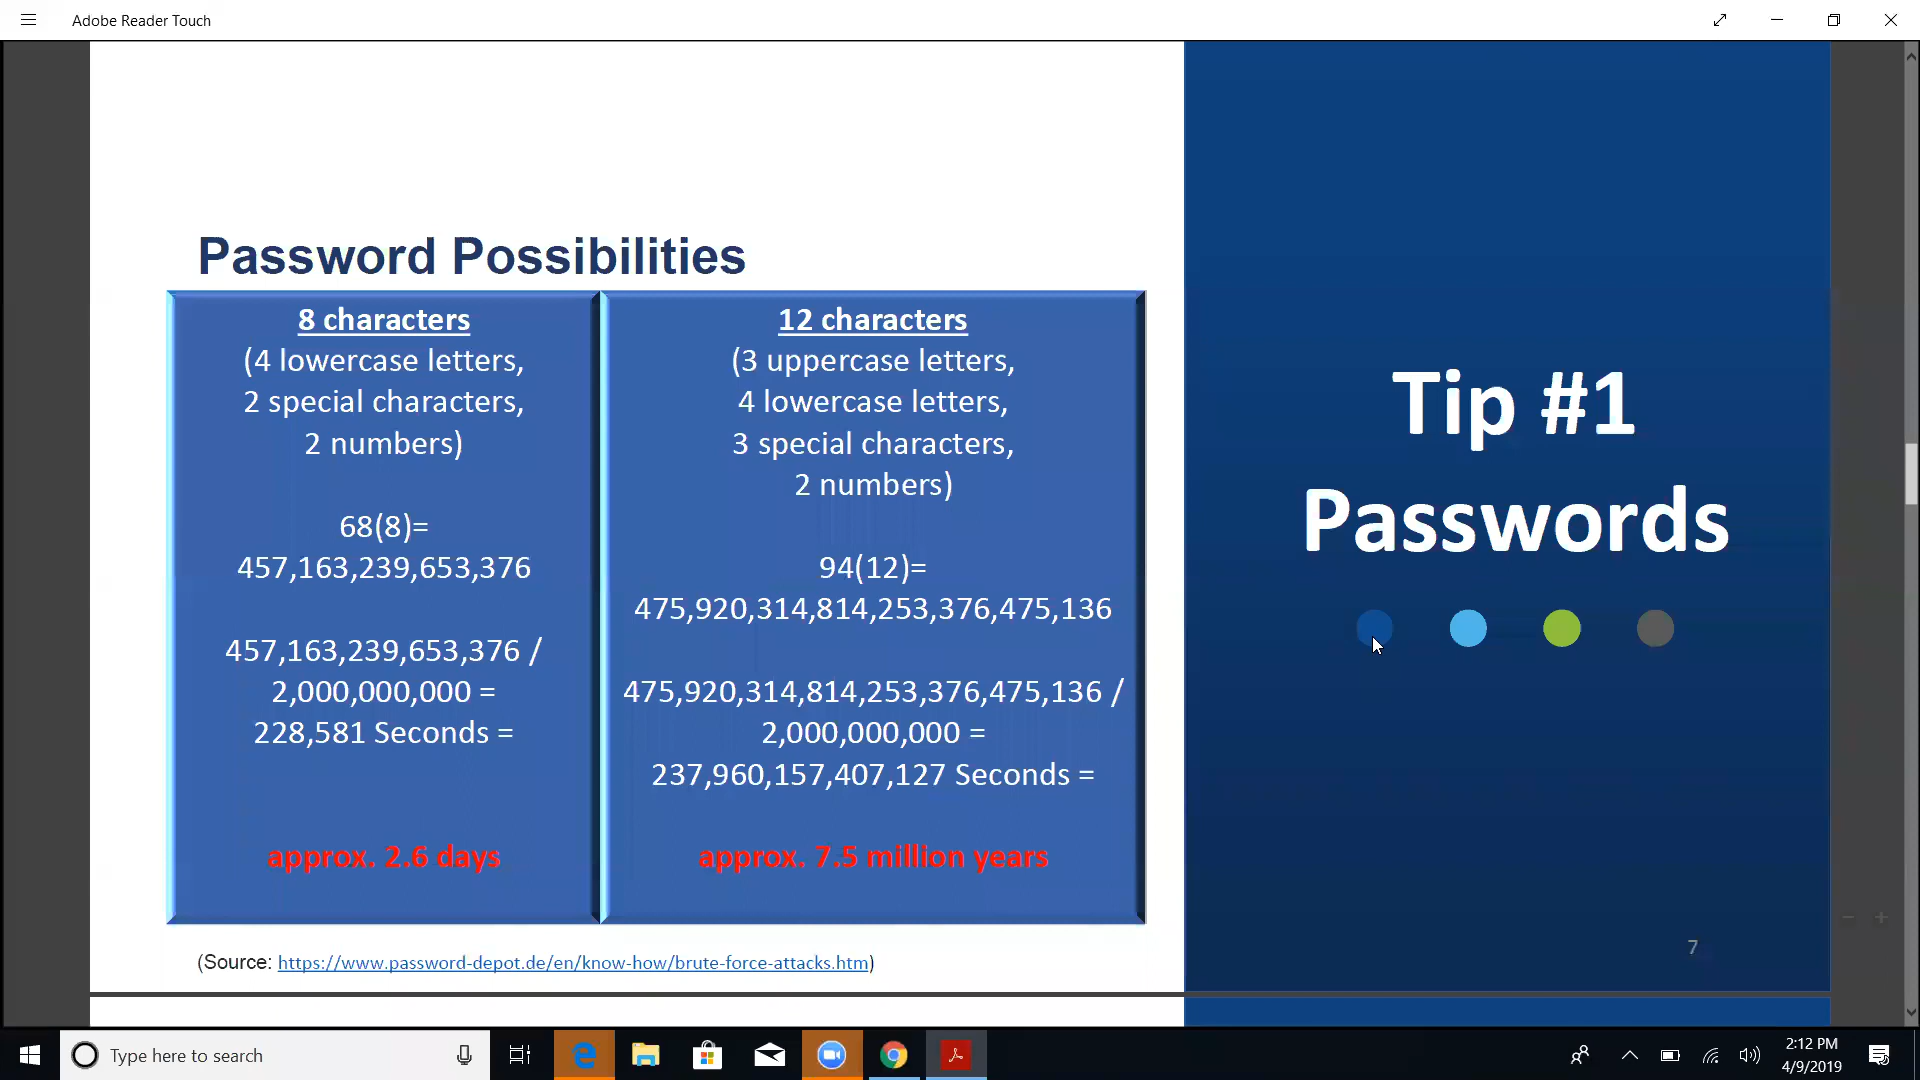 Adobe Reader Touch
Password Possibilities
8 characters
(4 lowercase letters,
2 special characters,
2 numbers)
68(8)=
457,163,239,653,376
457,163,239,653,376 /
2,000,000,000 =
228,581 Seconds =
approx. 2.6 days
12 characters
(3 uppercase letters,
4 lowercase letters,
3 special characters,
2 numbers)
94(12)=
475,920,314,814,253,376,475,136
475,920,314,814,253,376,475,136 /
2,000,000,000 =
237,960,157,407,127 Seconds =
approx. 7.5 million years
(Source: https://www.password-depot.de/en/know-how/brute-force-attacks.htm)
Tip #1
Passwords
7
Type here to search
2:12 PM
4/9/2019